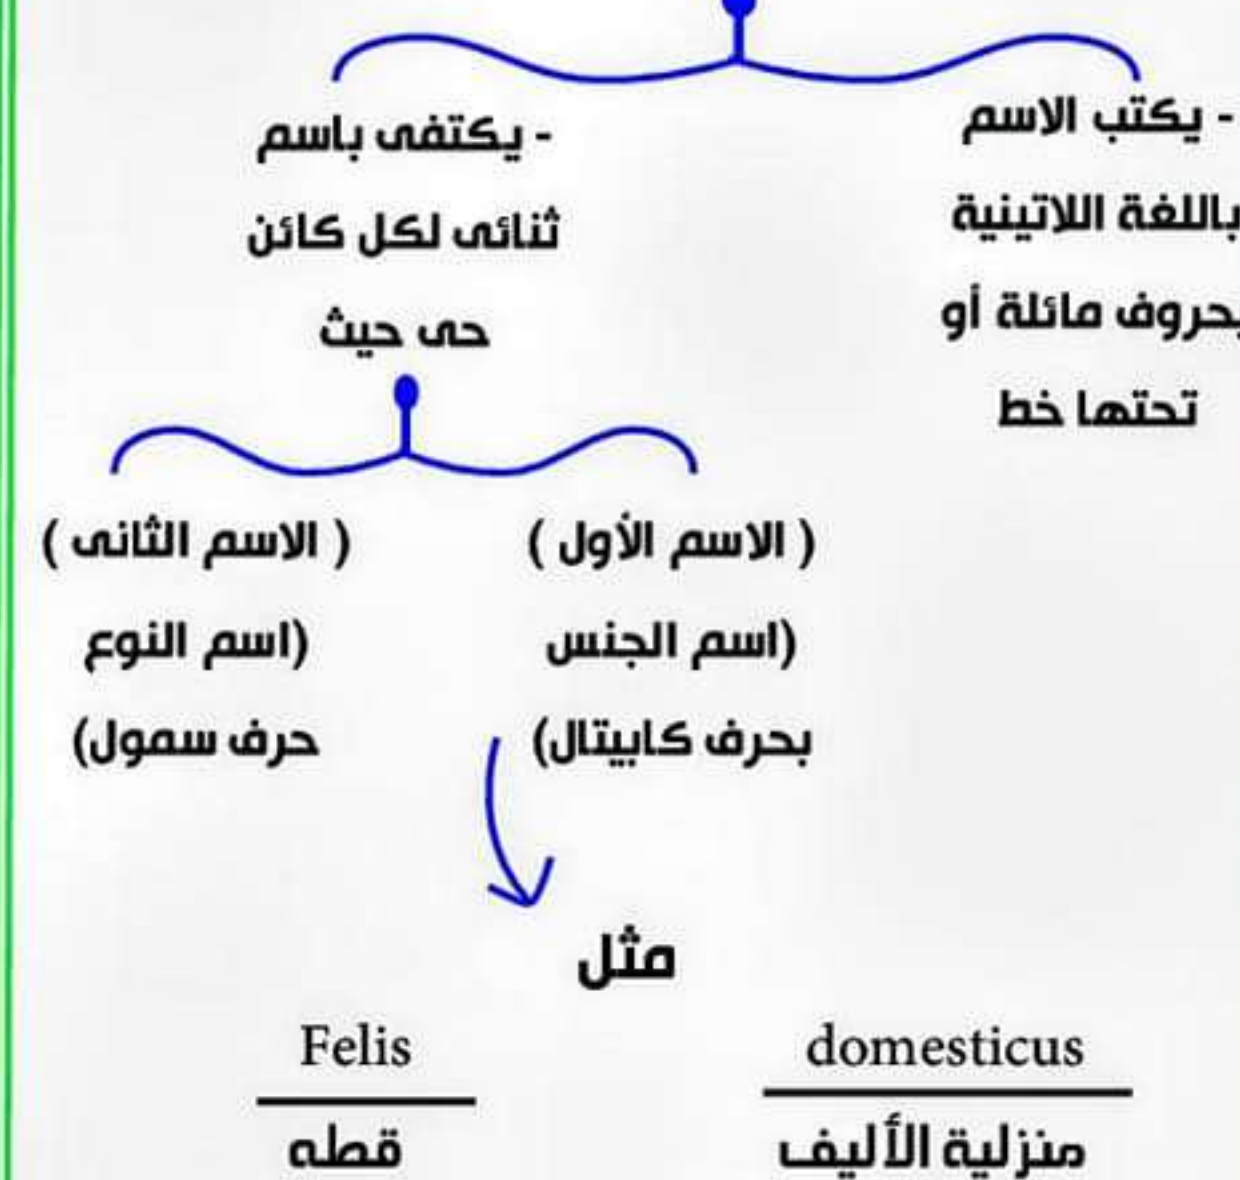 - يكتب الاسم
باللغة اللاتينية
بحروف مائلة أو
تحتها خط
- يكتفى باسم
ثنائى لكل كائن
حى حيث
( الاسم الأول )
(اسم الجنس
بحرف كابيتال)
( الاسم الثانى )
(اسم النوع
حرف سمول)
مثل
Felis
قطه
domesticus
منزلية الأليف